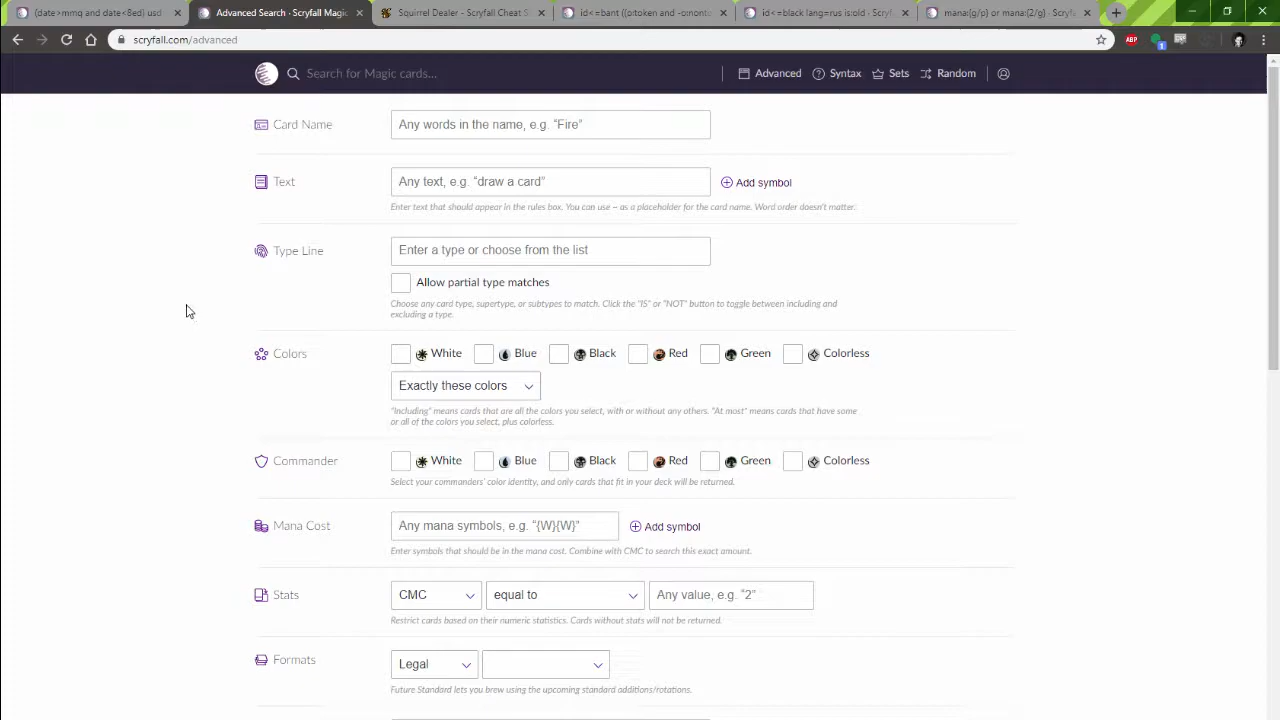 (date>mmq and date<8ed) usd
Advanced Search · Scryfall Magic
Squirrel Dealer - Scryfall Cheat S
id<=bant ((otoken and -o:nonto
id<=black lang=rus is:old · Scryf
mana:{g/p} or mana:{2/g} · Scryf
scryfall.com/advanced
ABP
1
Search for Magic cards...
Advanced
Syntax
Sets
Random
Card Name
Any words in the name, e.g. “Fire”
Text
Any text, e.g. “draw a card”
Add symbol
Enter text that should appear in the rules box. You can use ~ as a placeholder for the card name. Word order doesn't matter.
Type Line
Enter a type or choose from the list
Allow partial type matches
Choose any card type, supertype, or subtypes to match. Click the "IS" or "NOT" button to toggle between including and
excluding a type.
Colors
White
Blue
Black
Red
Green
Colorless
Exactly these colors
"Including" means cards that are all the colors you select, with or without any others. "At most" means cards that have some
or all of the colors you select, plus colorless.
Commander
White
Blue
Black
Red
Green
Colorless
Select your commanders' color identity, and only cards that fit in your deck will be returned.
Mana Cost
Any mana symbols, e.g. “{W}{W}”
Add symbol
Enter symbols that should be in the mana cost. Combine with CMC to search this exact amount.
Stats
CMC
equal to
Any value, e.g. “2”
Restrict cards based on their numeric statistics. Cards without stats will not be returned.
Formats
Legal
Future Standard lets you brew using the upcoming standard additions/rotations.